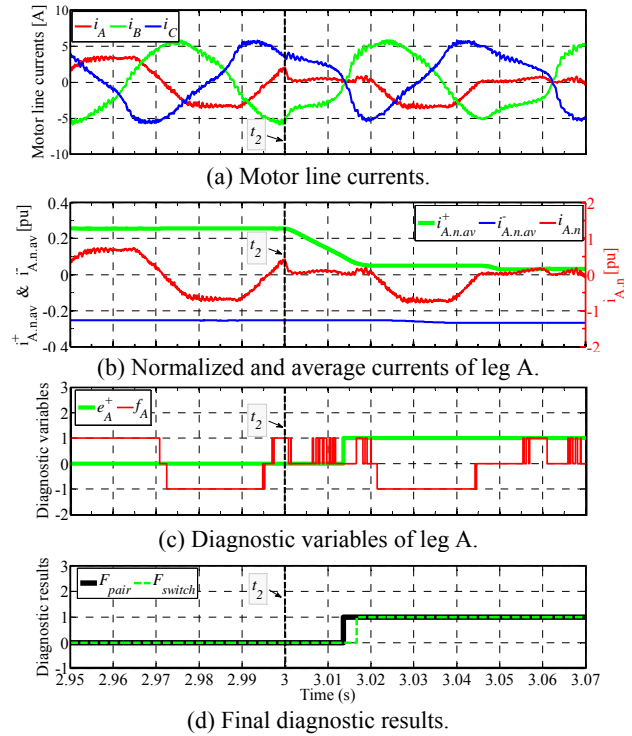 i_A i_B i_C
Motor line currents [A]
10
5
0
-5
-10
t_2
(a) Motor line currents.
i^+_{A.n.av} & i^-_{A.n.av} [pu]
0.4
0.2
0
-0.2
-0.4
i^+_{A.n.av} i^-_{A.n.av} i_{A.n}
t_2
2
1
0
-1
-2
i_{A.n} [pu]
(b) Normalized and average currents of leg A.
Diagnostic variables
3
2
1
0
-1
-2
e^+_A f_A
t_2
(c) Diagnostic variables of leg A.
Diagnostic results
3
2
1
0
-1
F_{pair} F_{switch}
t_2
2.95 2.96 2.97 2.98 2.99 3 3.01 3.02 3.03 3.04 3.05 3.06 3.07
Time (s)
(d) Final diagnostic results.